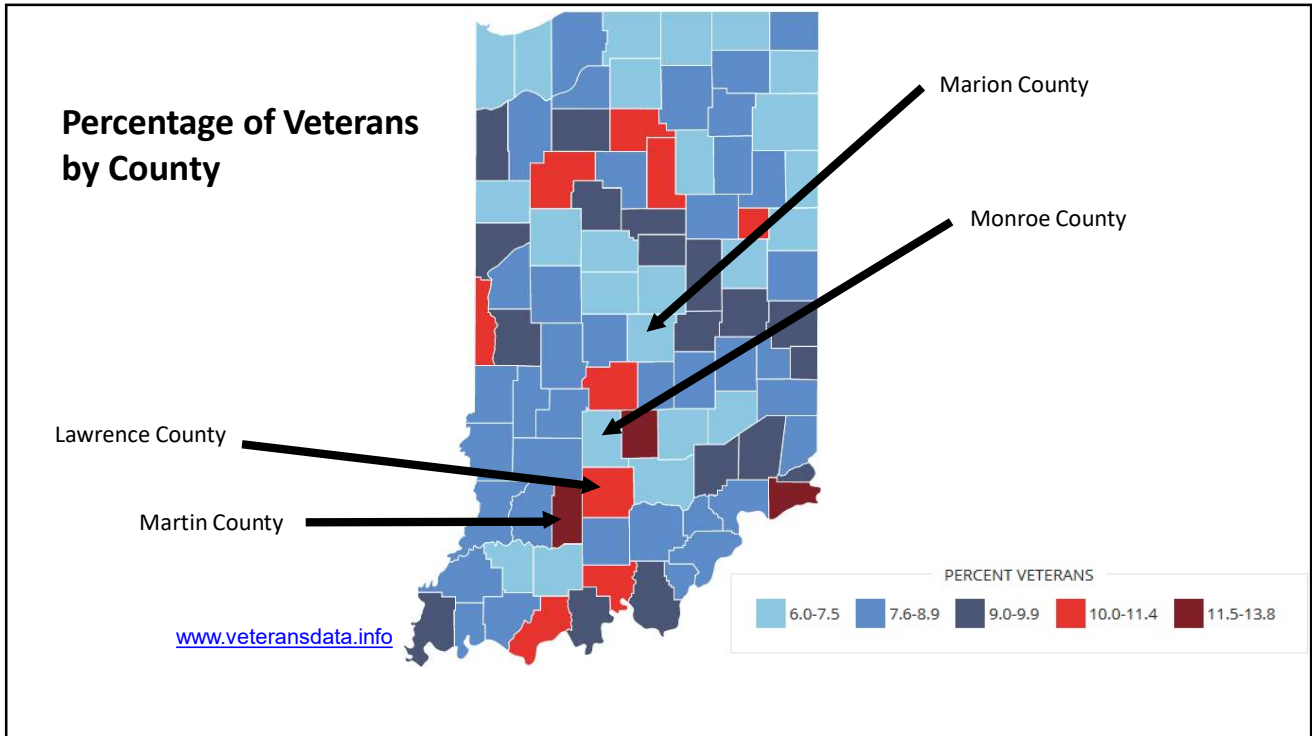 Percentage of Veterans
by County
Marion County
Monroe County
Lawrence County
Martin County
www.veteransdata.info
PERCENT VETERANS
6.0-7.5 7.6-8.9 9.0-9.9 10.0-11.4 11.5-13.8